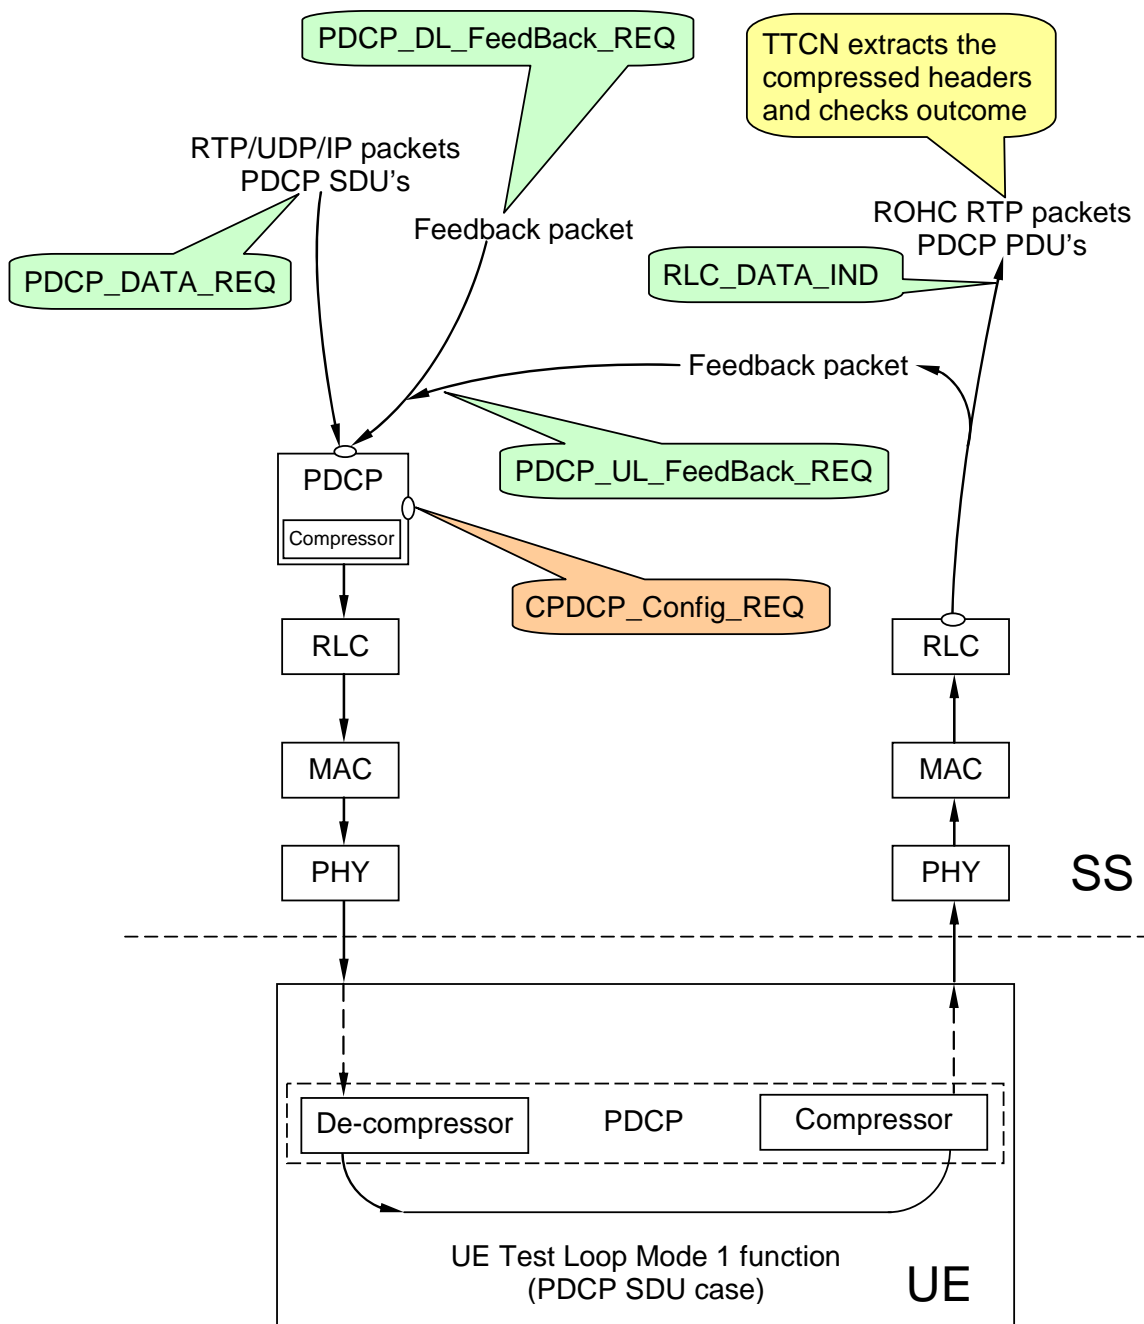 PDCP_DL_FeedBack_REQ
TTCN extracts the
compressed headers
and checks outcome
RTP/UDP/IP packets
PDCP SDU's
Feedback packet
ROHC RTP packets
PDCP PDU's
PDCP_DATA_REQ
RLC_DATA_IND
Feedback packet
PDCP
PDCP_UL_FeedBack_REQ
Compressor
CPDCP_Config_REQ
RLC
RLC
MAC
MAC
PHY
PHY
SS
De-compressor
PDCP
Compressor
UE Test Loop Mode 1 function
(PDCP SDU case)
UE